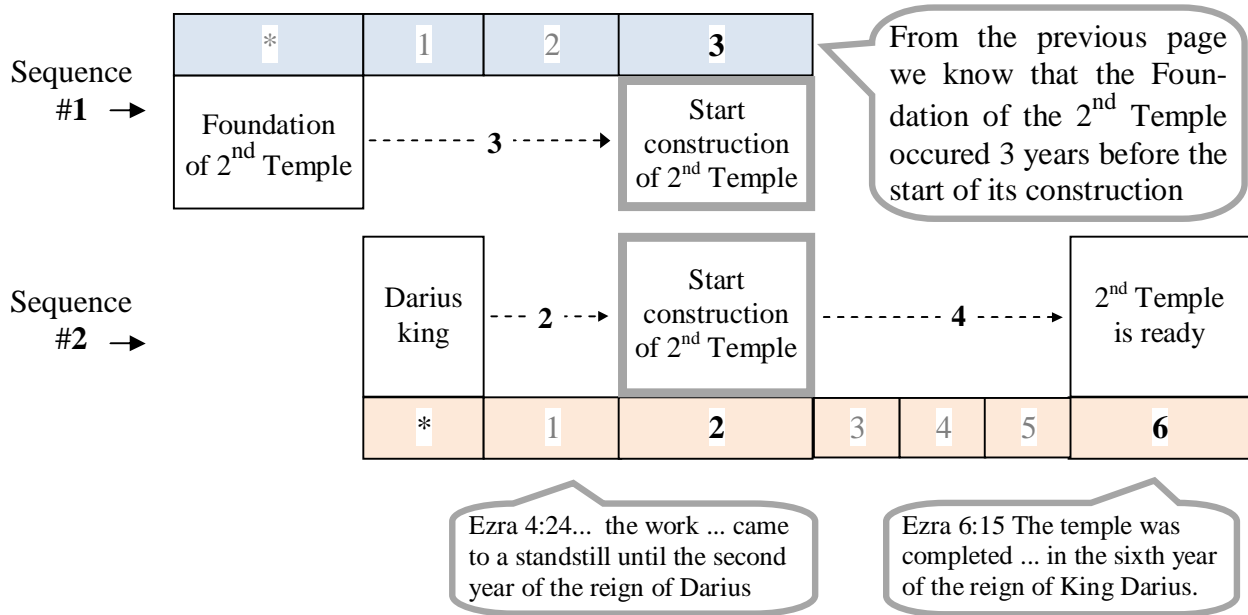 * 1 2 3
Sequence
#1
Foundation
of 2nd Temple
3
Start
construction
of 2nd Temple
From the previous page
we know that the Foun-
dation of the 2nd Temple
occured 3 years before the
start of its construction
Sequence
#2
Darius
king
2
Start
construction
of 2nd Temple
4
2nd Temple
is ready
* 1 2 3 4 5 6
Ezra 4:24... the work ... came
to a standstill until the second
year of the reign of Darius
Ezra 6:15 The temple was
completed ... in the sixth year
of the reign of King Darius.